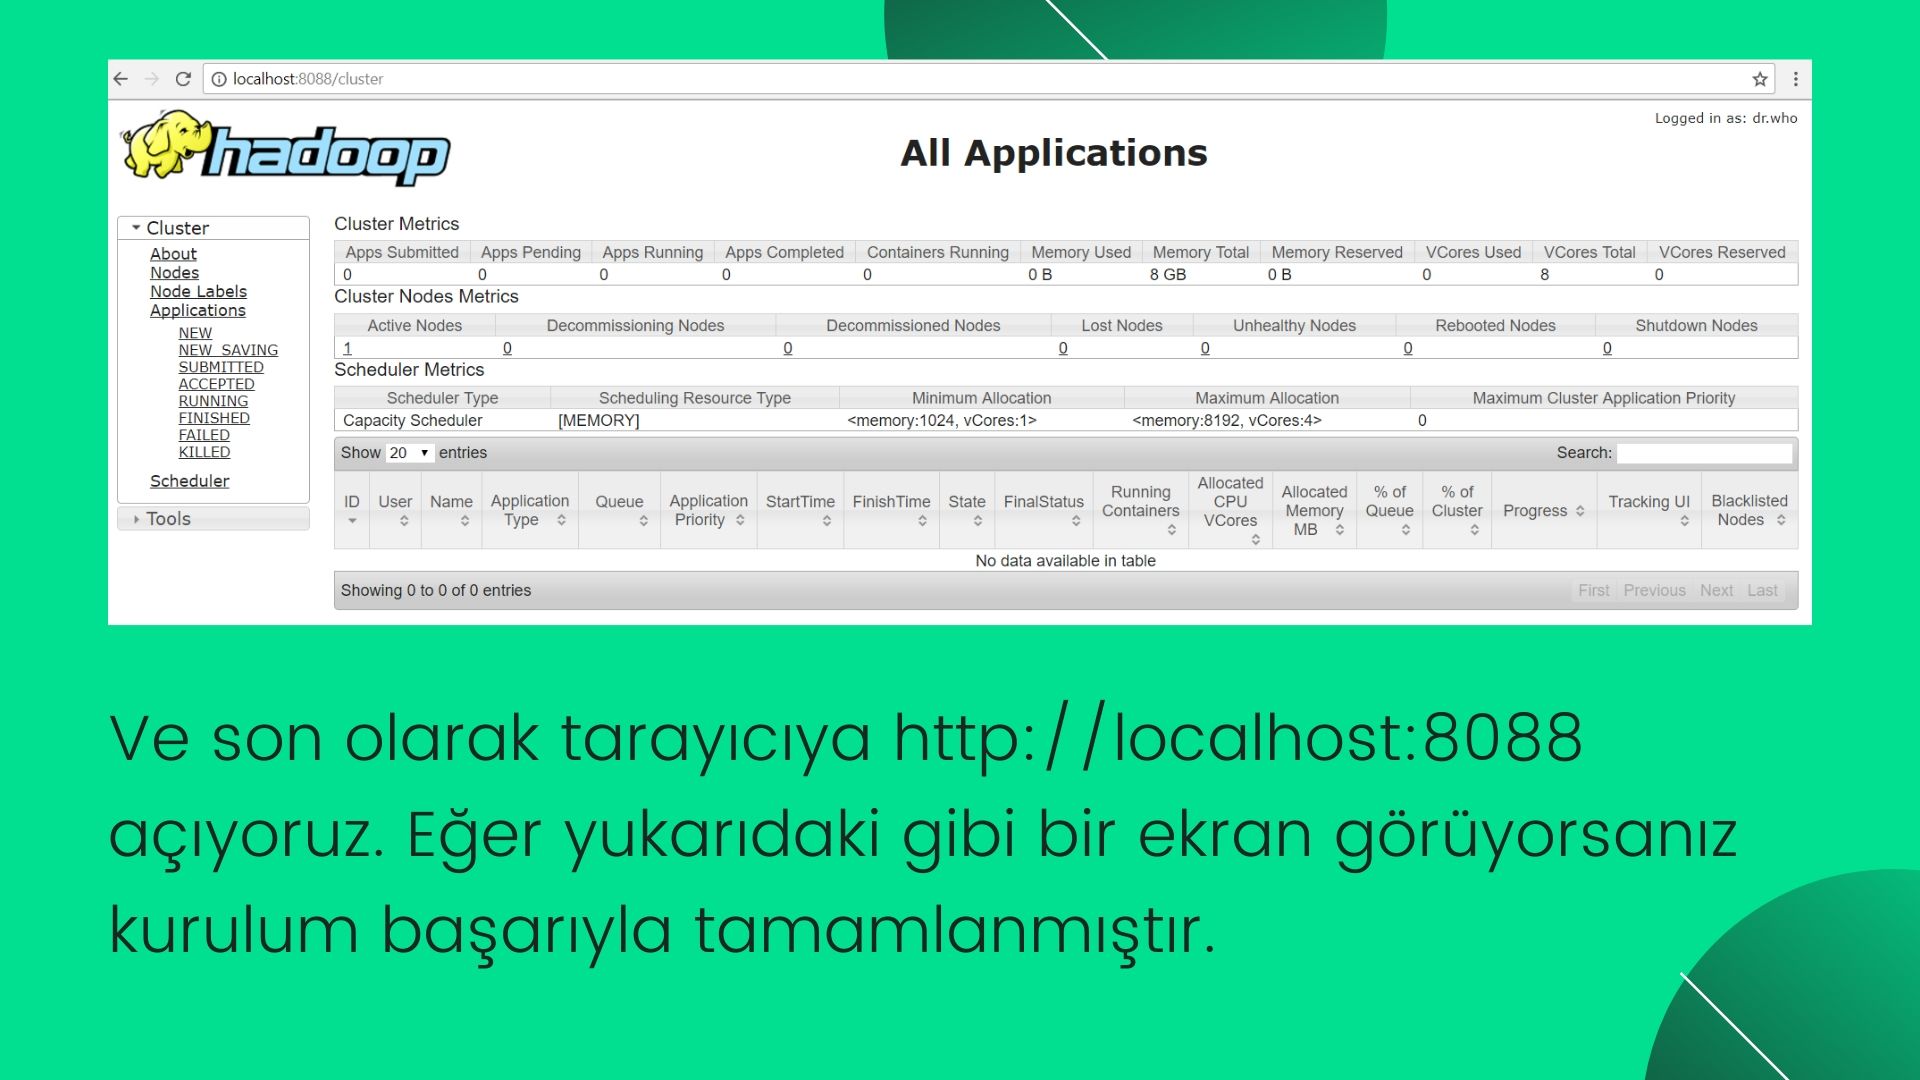 localhost:8088/cluster
hadoop
All Applications
Logged in as: dr.who
Cluster
About
Nodes
Node Labels
Applications
NEW
NEW_SAVING
SUBMITTED
ACCEPTED
RUNNING
FINISHED
FAILED
KILLED
Scheduler
Tools
Cluster Metrics
Apps Submitted Apps Pending Apps Running Apps Completed Containers Running Memory Used Memory Total Memory Reserved VCores Used VCores Total VCores Reserved
0 0 0 0 0 0 B 8 GB 0 B 0 8 0
Cluster Nodes Metrics
Active Nodes Decommissioning Nodes Decommissioned Nodes Lost Nodes Unhealthy Nodes Rebooted Nodes Shutdown Nodes
1 0 0 0 0 0 0
Scheduler Metrics
Scheduler Type Scheduling Resource Type Minimum Allocation Maximum Allocation Maximum Cluster Application Priority
Capacity Scheduler [MEMORY] <memory:1024, vCores:1> <memory:8192, vCores:4> 0
Show 20 entries Search:
ID User Name Application Type Queue Application Priority StartTime FinishTime State FinalStatus Running Containers Allocated CPU VCores Allocated Memory MB % of Queue % of Cluster Progress Tracking UI Blacklisted Nodes
No data available in table
Showing 0 to 0 of 0 entries First Previous Next Last
Ve son olarak tarayıcıya http://localhost:8088
açıyoruz. Eğer yukarıdaki gibi bir ekran görüyorsanız
kurulum başarıyla tamamlanmıştır.